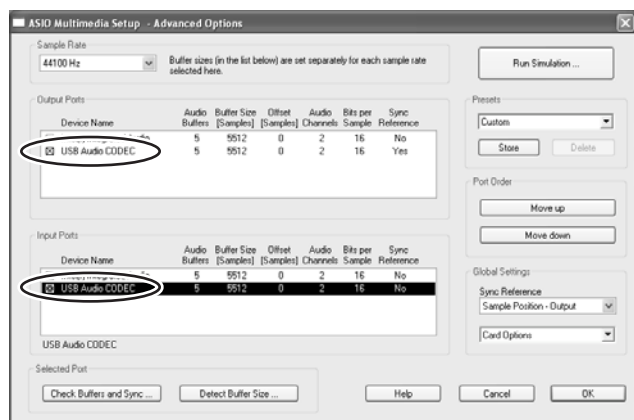 ASIO Multimedia Setup - Advanced Options
Sample Rate
44100 Hz
Buffer sizes (in the list below) are set separately for each sample rate
selected here.
Run Simulation ...
Output Ports
Device Name Audio Buffers Buffer Size [Samples] Offset [Samples] Audio Channels Bits per Sample Sync Reference
5 5512 0 2 16 No
USB Audio CODEC 5 5512 0 2 16 Yes
Presets
Custom
Store Delete
Port Order
Move up
Move down
Input Ports
Device Name Audio Buffers Buffer Size [Samples] Offset [Samples] Audio Channels Bits per Sample Sync Reference
5 5512 0 2 16 No
USB Audio CODEC 5 5512 0 2 16 No
USB Audio CODEC
Global Settings
Sync Reference
Sample Position - Output
Card Options
Selected Port
Check Buffers and Sync ... Detect Buffer Size ... Help Cancel OK